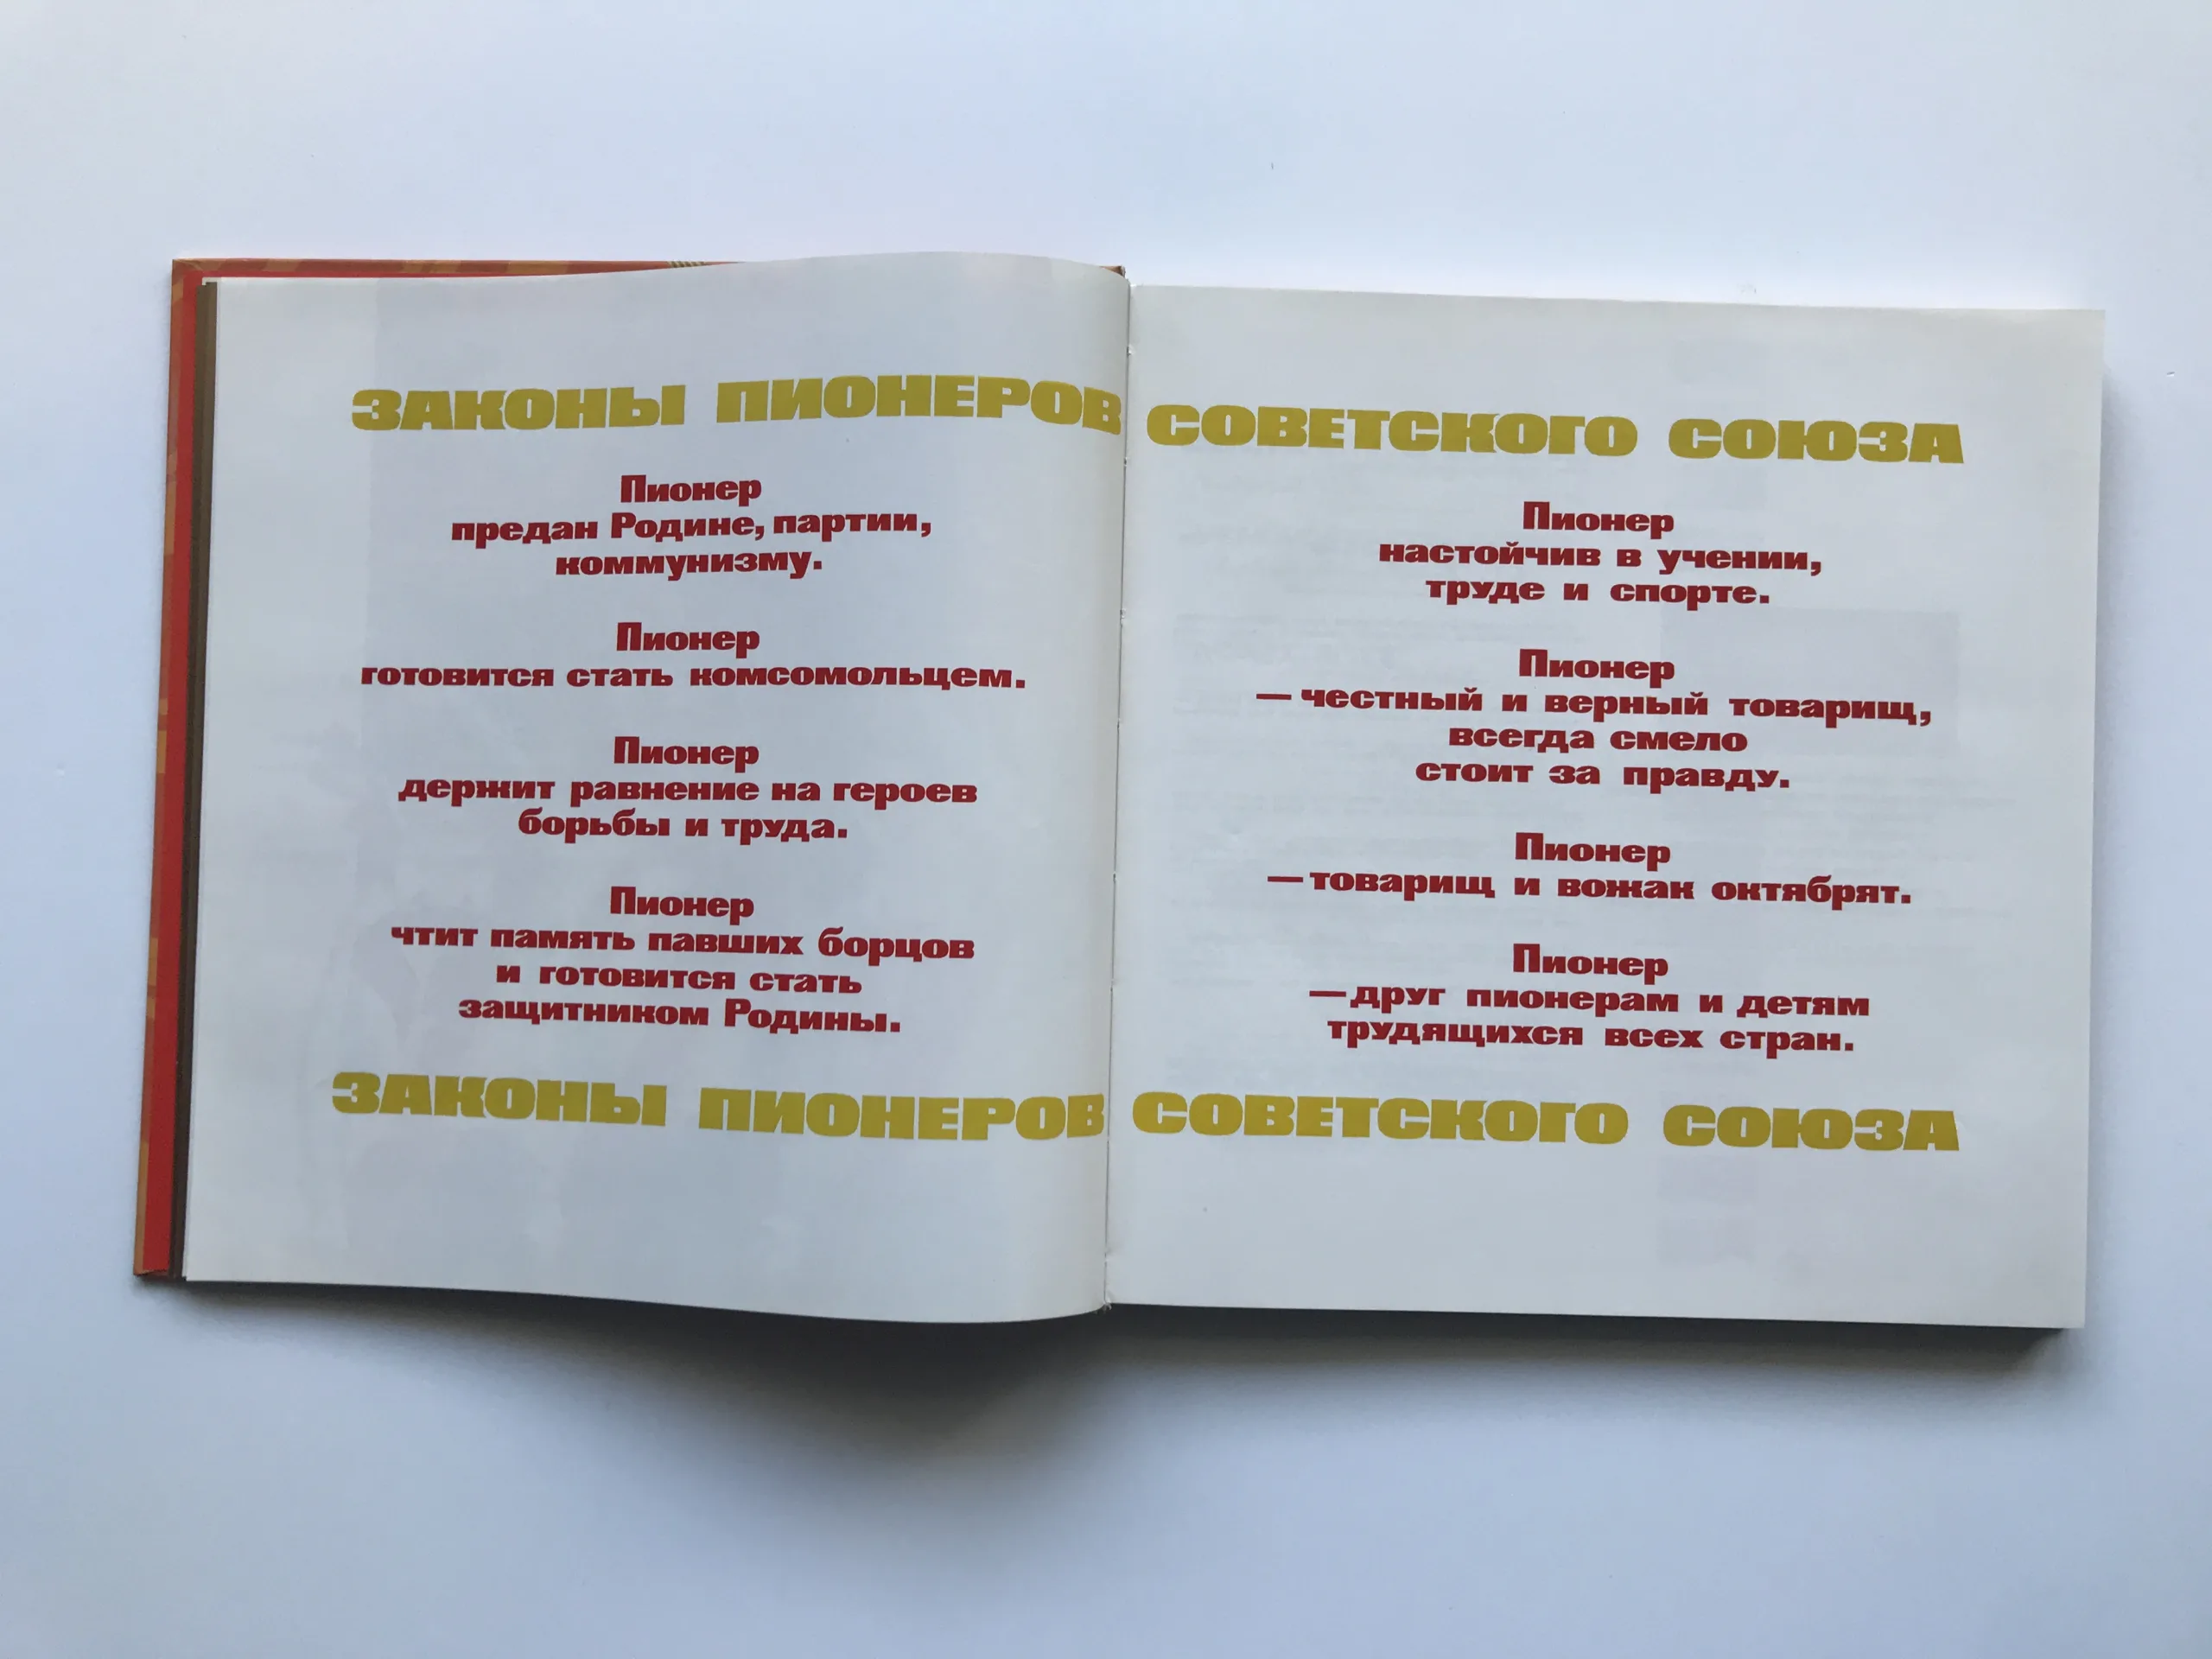 ЗАКОНЫ ПИОНЕРОВ СОВЕТСКОГО СОЮЗА
Пионер
предан Родине, партии,
коммунизму.
Пионер
готовится стать комсомольцем.
Пионер
держит равнение на героев
борьбы и труда.
Пионер
чтит память павших борцов
и готовится стать
защитником Родины.
Пионер
настойчив в учении,
труде и спорте.
Пионер
— честный и верный товарищ,
всегда смело
стоит за правду.
Пионер
— товарищ и вожак октябрят.
Пионер
— друг пионерам и детям
трудящихся всех стран.
ЗАКОНЫ ПИОНЕРОВ СОВЕТСКОГО СОЮЗА